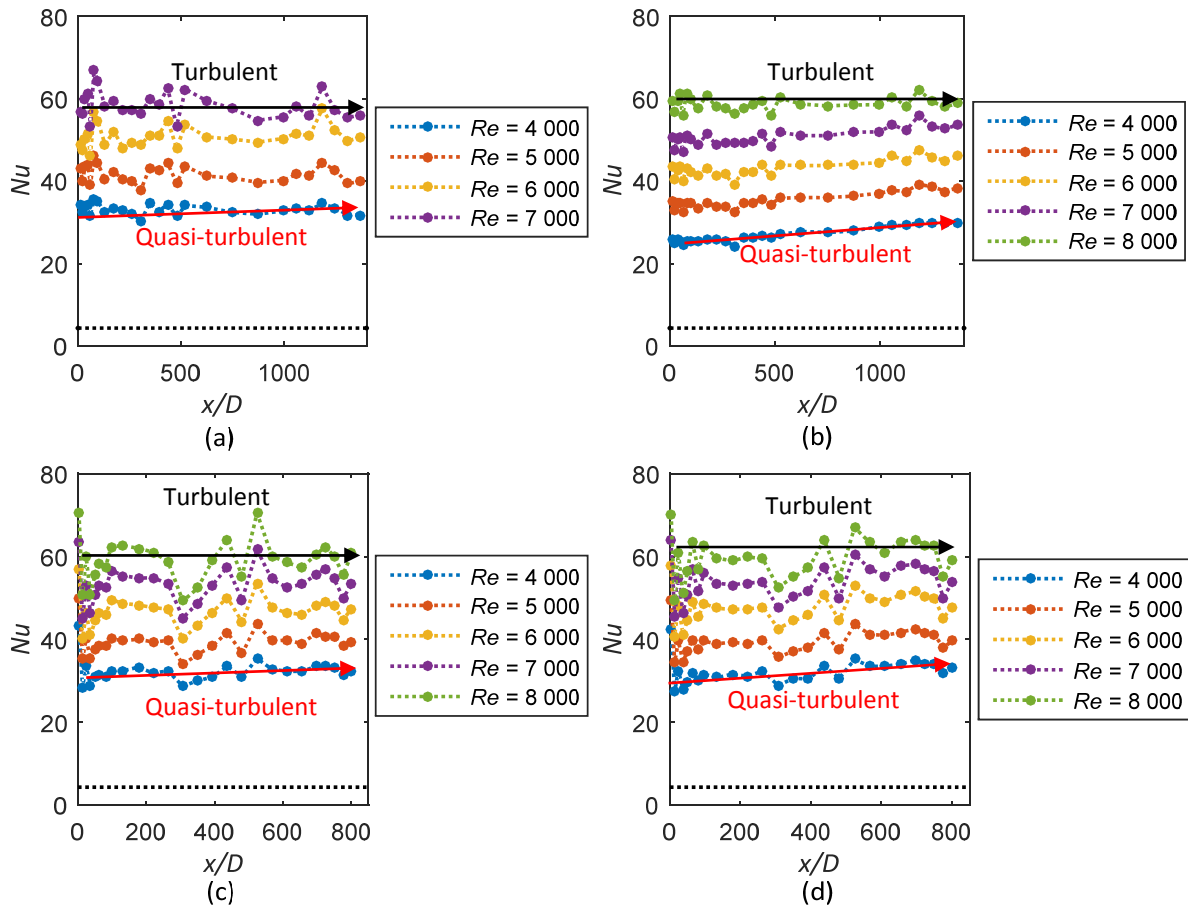 80
60
40
20
0
Nu
Turbulent
Quasi-turbulent
0
500
1000
x/D
(a)
Re = 4 000
Re = 5 000
Re = 6 000
Re = 7 000
80
60
40
20
0
Nu
Turbulent
Quasi-turbulent
0
500
1000
x/D
(b)
Re = 4 000
Re = 5 000
Re = 6 000
Re = 7 000
Re = 8 000
80
60
40
20
0
Nu
Turbulent
Quasi-turbulent
0
200
400
600
800
x/D
(c)
Re = 4 000
Re = 5 000
Re = 6 000
Re = 7 000
Re = 8 000
80
60
40
20
0
Nu
Turbulent
Quasi-turbulent
0
200
400
600
800
x/D
(d)
Re = 4 000
Re = 5 000
Re = 6 000
Re = 7 000
Re = 8 000